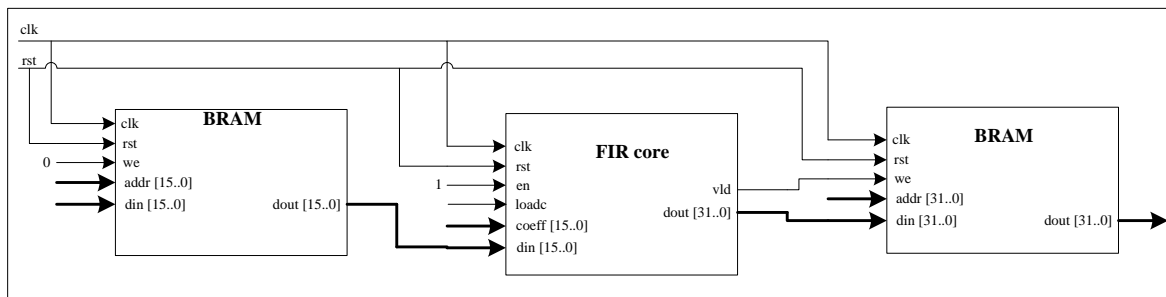 clk
rst
BRAM
clk
rst
0
we
addr [15..0]
din [15..0]
dout [15..0]
FIR core
clk
rst
1
en
loadc
coeff [15..0]
din [15..0]
vld
dout [31..0]
BRAM
clk
rst
we
addr [31..0]
din [31..0]
dout [31..0]